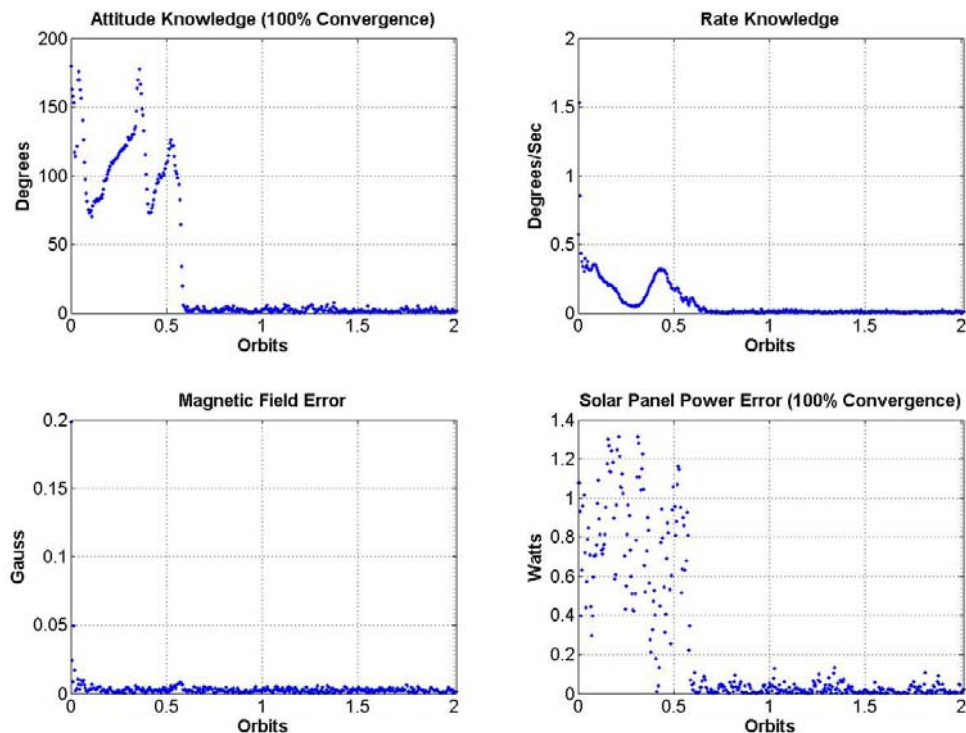 Attitude Knowledge (100% Convergence)
200
150
100
50
0
Degrees
0 0.5 1 1.5 2
Orbits
Rate Knowledge
2
1.5
1
0.5
0
Degrees/Sec
0 0.5 1 1.5 2
Orbits
Magnetic Field Error
0.2
0.15
0.1
0.05
0
Gauss
0 0.5 1 1.5 2
Orbits
Solar Panel Power Error (100% Convergence)
1.4
1.2
1
0.8
0.6
0.4
0.2
0
Watts
0 0.5 1 1.5 2
Orbits